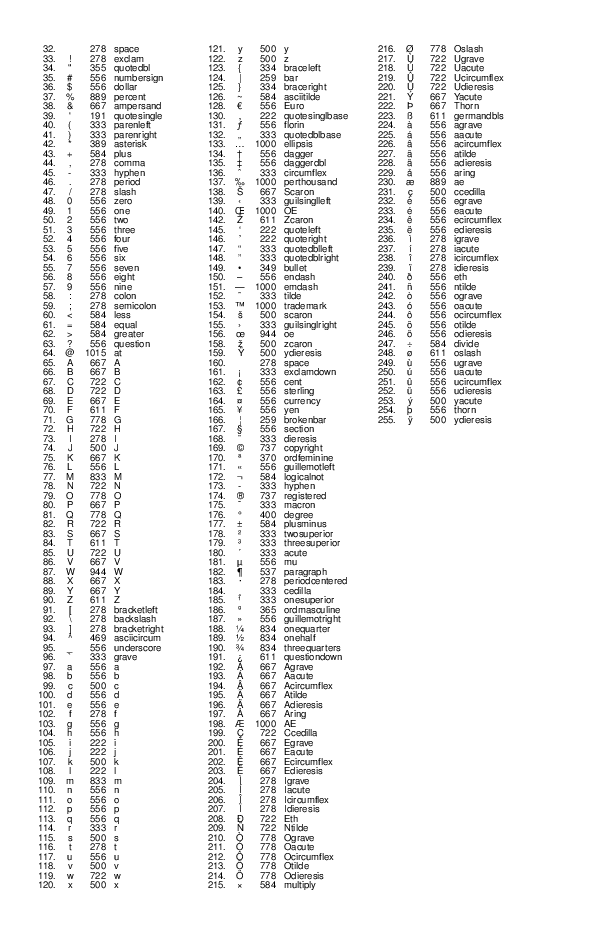 32. 278 space
33. ! 278 exclam
34. " 355 quotedbl
35. # 556 numbersign
36. $ 556 dollar
37. % 889 percent
38. & 667 ampersand
39. ' 191 quotesingle
40. ( 333 parenleft
41. ) 333 parenright
42. * 389 asterisk
43. + 584 plus
44. , 278 comma
45. - 333 hyphen
46. . 278 period
47. / 278 slash
48. 0 556 zero
49. 1 556 one
50. 2 556 two
51. 3 556 three
52. 4 556 four
53. 5 556 five
54. 6 556 six
55. 7 556 seven
56. 8 556 eight
57. 9 556 nine
58. : 278 colon
59. ; 278 semicolon
60. < 584 less
61. = 584 equal
62. > 584 greater
63. ? 556 question
64. @ 1015 at
65. A 667 A
66. B 667 B
67. C 722 C
68. D 722 D
69. E 667 E
70. F 611 F
71. G 778 G
72. H 722 H
73. I 278 I
74. J 500 J
75. K 667 K
76. L 556 L
77. M 833 M
78. N 722 N
79. O 778 O
80. P 667 P
81. Q 778 Q
82. R 722 R
83. S 667 S
84. T 611 T
85. U 722 U
86. V 667 V
87. W 944 W
88. X 667 X
89. Y 667 Y
90. Z 611 Z
91. [ 278 bracketleft
92. \ 278 backslash
93. ] 278 bracketright
94. ^ 469 asciicircum
95. _ 556 underscore
96. ` 333 grave
97. a 556 a
98. b 556 b
99. c 500 c
100. d 556 d
101. e 556 e
102. f 278 f
103. g 556 g
104. h 556 h
105. i 222 i
106. j 222 j
107. k 500 k
108. l 222 l
109. m 833 m
110. n 556 n
111. o 556 o
112. p 556 p
113. q 556 q
114. r 333 r
115. s 500 s
116. t 278 t
117. u 556 u
118. v 500 v
119. w 722 w
120. x 500 x
121. y 500 y
122. z 500 z
123. { 334 braceleft
124. | 259 bar
125. } 334 braceright
126. ~ 584 asciitilde
128. € 556 Euro
130. ‚ 222 quotesinglbase
131. ƒ 556 florin
132. „ 333 quotedblbase
133. … 1000 ellipsis
134. † 556 dagger
135. ‡ 556 daggerdbl
136. ˆ 333 circumflex
137. ‰ 1000 perthousand
138. Š 667 Scaron
139. ‹ 333 guilsinglleft
140. Œ 1000 OE
142. Ž 611 Zcaron
145. ‘ 222 quoteleft
146. ’ 222 quoteright
147. “ 333 quotedblleft
148. ” 333 quotedblright
149. • 349 bullet
150. – 556 endash
151. — 1000 emdash
152. ˜ 333 tilde
153. ™ 1000 trademark
154. š 500 scaron
155. › 333 guilsinglright
156. œ 944 oe
158. ž 500 zcaron
159. Ÿ 500 ydieresis
160. 278 space
161. ¡ 333 exclamdown
162. ¢ 556 cent
163. £ 556 sterling
164. ¤ 556 currency
165. ¥ 556 yen
166. ¦ 259 brokenbar
167. § 556 section
168. ¨ 333 dieresis
169. © 737 copyright
170. ª 370 ordfeminine
171. « 556 guillemotleft
172. ¬ 584 logicalnot
173. - 333 hyphen
174. ® 737 registered
175. ¯ 333 macron
176. ° 400 degree
177. ± 584 plusminus
178. ² 333 twosuperior
179. ³ 333 threesuperior
180. ´ 333 acute
181. µ 556 mu
182. ¶ 537 paragraph
183. · 278 periodcentered
184. ¸ 333 cedilla
185. ¹ 333 onesuperior
186. º 365 ordmasculine
187. » 556 guillemotright
188. ¼ 834 onequarter
189. ½ 834 onehalf
190. ¾ 834 threequarters
191. ¿ 611 questiondown
192. À 667 Agrave
193. Á 667 Aacute
194. Â 667 Acircumflex
195. Ã 667 Atilde
196. Ä 667 Adieresis
197. Å 667 Aring
198. Æ 1000 AE
199. Ç 722 Ccedilla
200. È 667 Egrave
201. É 667 Eacute
202. Ê 667 Ecircumflex
203. Ë 667 Edieresis
204. Ì 278 Igrave
205. Í 278 Iacute
206. Î 278 Icircumflex
207. Ï 278 Idieresis
208. Ð 722 Eth
209. Ñ 722 Ntilde
210. Ò 778 Ograve
211. Ó 778 Oacute
212. Ô 778 Ocircumflex
213. Õ 778 Otilde
214. Ö 778 Odieresis
215. × 584 multiply
216. Ø 778 Oslash
217. Ù 722 Ugrave
218. Ú 722 Uacute
219. Û 722 Ucircumflex
220. Ü 722 Udieresis
221. Ý 667 Yacute
222. Þ 667 Thorn
223. ß 611 germandbls
224. à 556 agrave
225. á 556 aacute
226. â 556 acircumflex
227. ã 556 atilde
228. ä 556 adieresis
229. å 556 aring
230. æ 889 ae
231. ç 500 ccedilla
232. è 556 egrave
233. é 556 eacute
234. ê 556 ecircumflex
235. ë 556 edieresis
236. ì 278 igrave
237. í 278 iacute
238. î 278 icircumflex
239. ï 278 idieresis
240. ð 556 eth
241. ñ 556 ntilde
242. ò 556 ograve
243. ó 556 oacute
244. ô 556 ocircumflex
245. õ 556 otilde
246. ö 556 odieresis
247. ÷ 584 divide
248. ø 611 oslash
249. ù 556 ugrave
250. ú 556 uacute
251. û 556 ucircumflex
252. ü 556 udieresis
253. ý 500 yacute
254. þ 556 thorn
255. ÿ 500 ydieresis